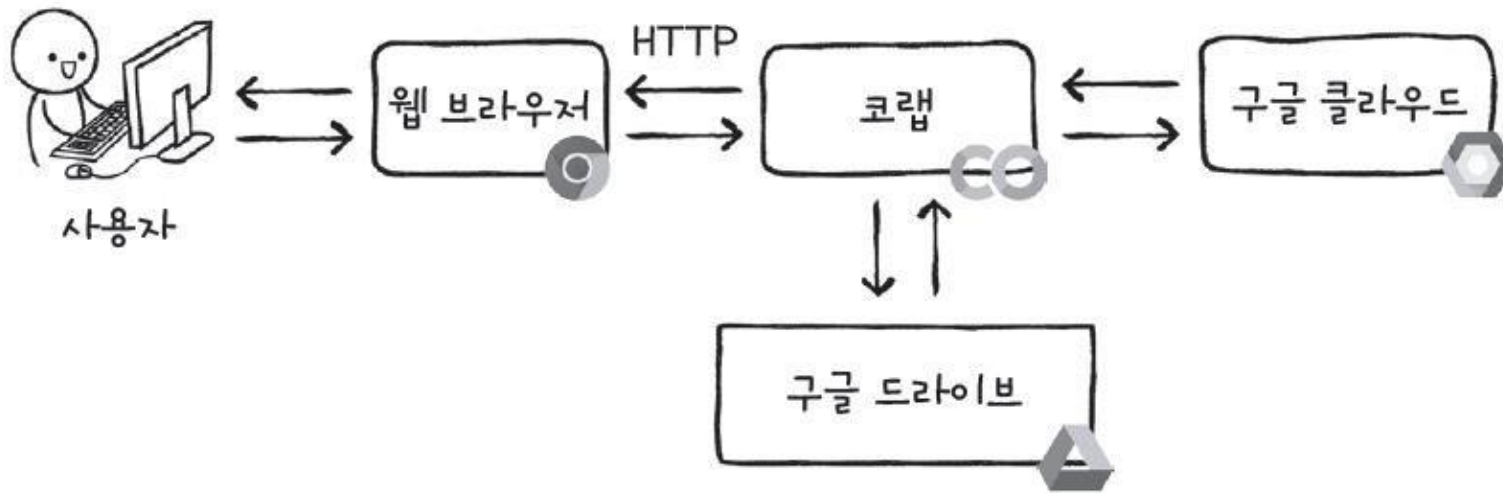 HTTP
웹 브라우저
코랩
구글 클라우드
사용자
구글 드라이브